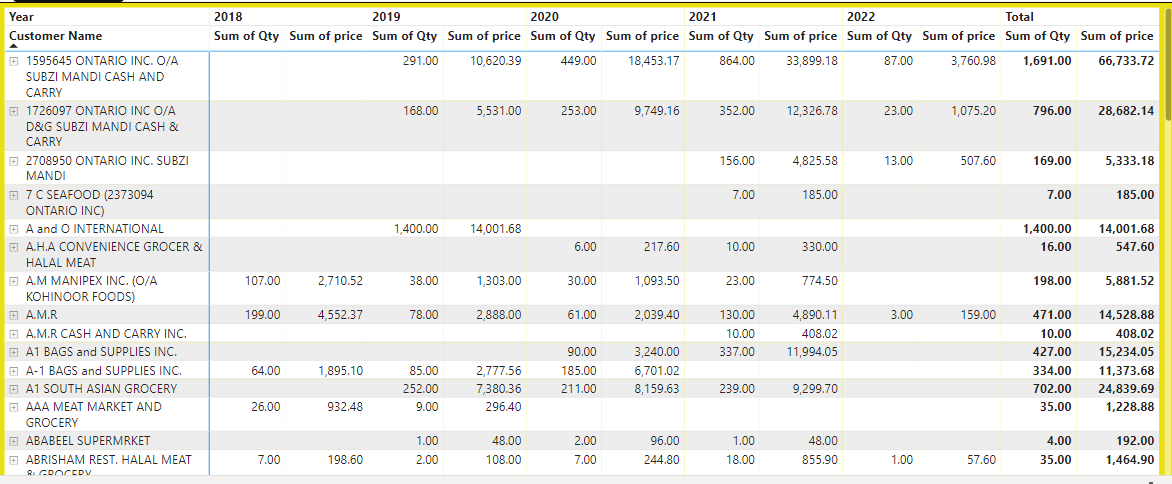 Year 2018 2019 2020 2021 2022 Total
Customer Name Sum of Qty Sum of price Sum of Qty Sum of price Sum of Qty Sum of price Sum of Qty Sum of price Sum of Qty Sum of price Sum of Qty Sum of price
1595645 ONTARIO INC. O/A 291.00 10,620.39 449.00 18,453.17 864.00 33,899.18 87.00 3,760.98 1,691.00 66,733.72
SUBZI MANDI CASH AND
CARRY
1726097 ONTARIO INC O/A 168.00 5,531.00 253.00 9,749.16 352.00 12,326.78 23.00 1,075.20 796.00 28,682.14
D&G SUBZI MANDI CASH &
CARRY
2708950 ONTARIO INC. SUBZI 156.00 4,825.58 13.00 507.60 169.00 5,333.18
MANDI
7 C SEAFOOD (2373094 7.00 185.00 7.00 185.00
ONTARIO INC)
A and O INTERNATIONAL 1,400.00 14,001.68 1,400.00 14,001.68
A.H.A CONVENIENCE GROCER & 6.00 217.60 10.00 330.00 16.00 547.60
HALAL MEAT
A.M MANIPEX INC. (O/A 107.00 2,710.52 38.00 1,303.00 30.00 1,093.50 23.00 774.50 198.00 5,881.52
KOHINOOR FOODS)
A.M.R 199.00 4,552.37 78.00 2,888.00 61.00 2,039.40 130.00 4,890.11 3.00 159.00 471.00 14,528.88
A.M.R CASH AND CARRY INC. 10.00 408.02 10.00 408.02
A1 BAGS and SUPPLIES INC. 90.00 3,240.00 337.00 11,994.05 427.00 15,234.05
A-1 BAGS and SUPPLIES INC. 64.00 1,895.10 85.00 2,777.56 185.00 6,701.02 334.00 11,373.68
A1 SOUTH ASIAN GROCERY 252.00 7,380.36 211.00 8,159.63 239.00 9,299.70 702.00 24,839.69
AAA MEAT MARKET AND 26.00 932.48 9.00 296.40 35.00 1,228.88
GROCERY
ABABEEL SUPERMRKET 1.00 48.00 2.00 96.00 1.00 48.00 4.00 192.00
ABRISHAM REST. HALAL MEAT 7.00 198.60 2.00 108.00 7.00 244.80 18.00 855.90 1.00 57.60 35.00 1,464.90
& GROCERY